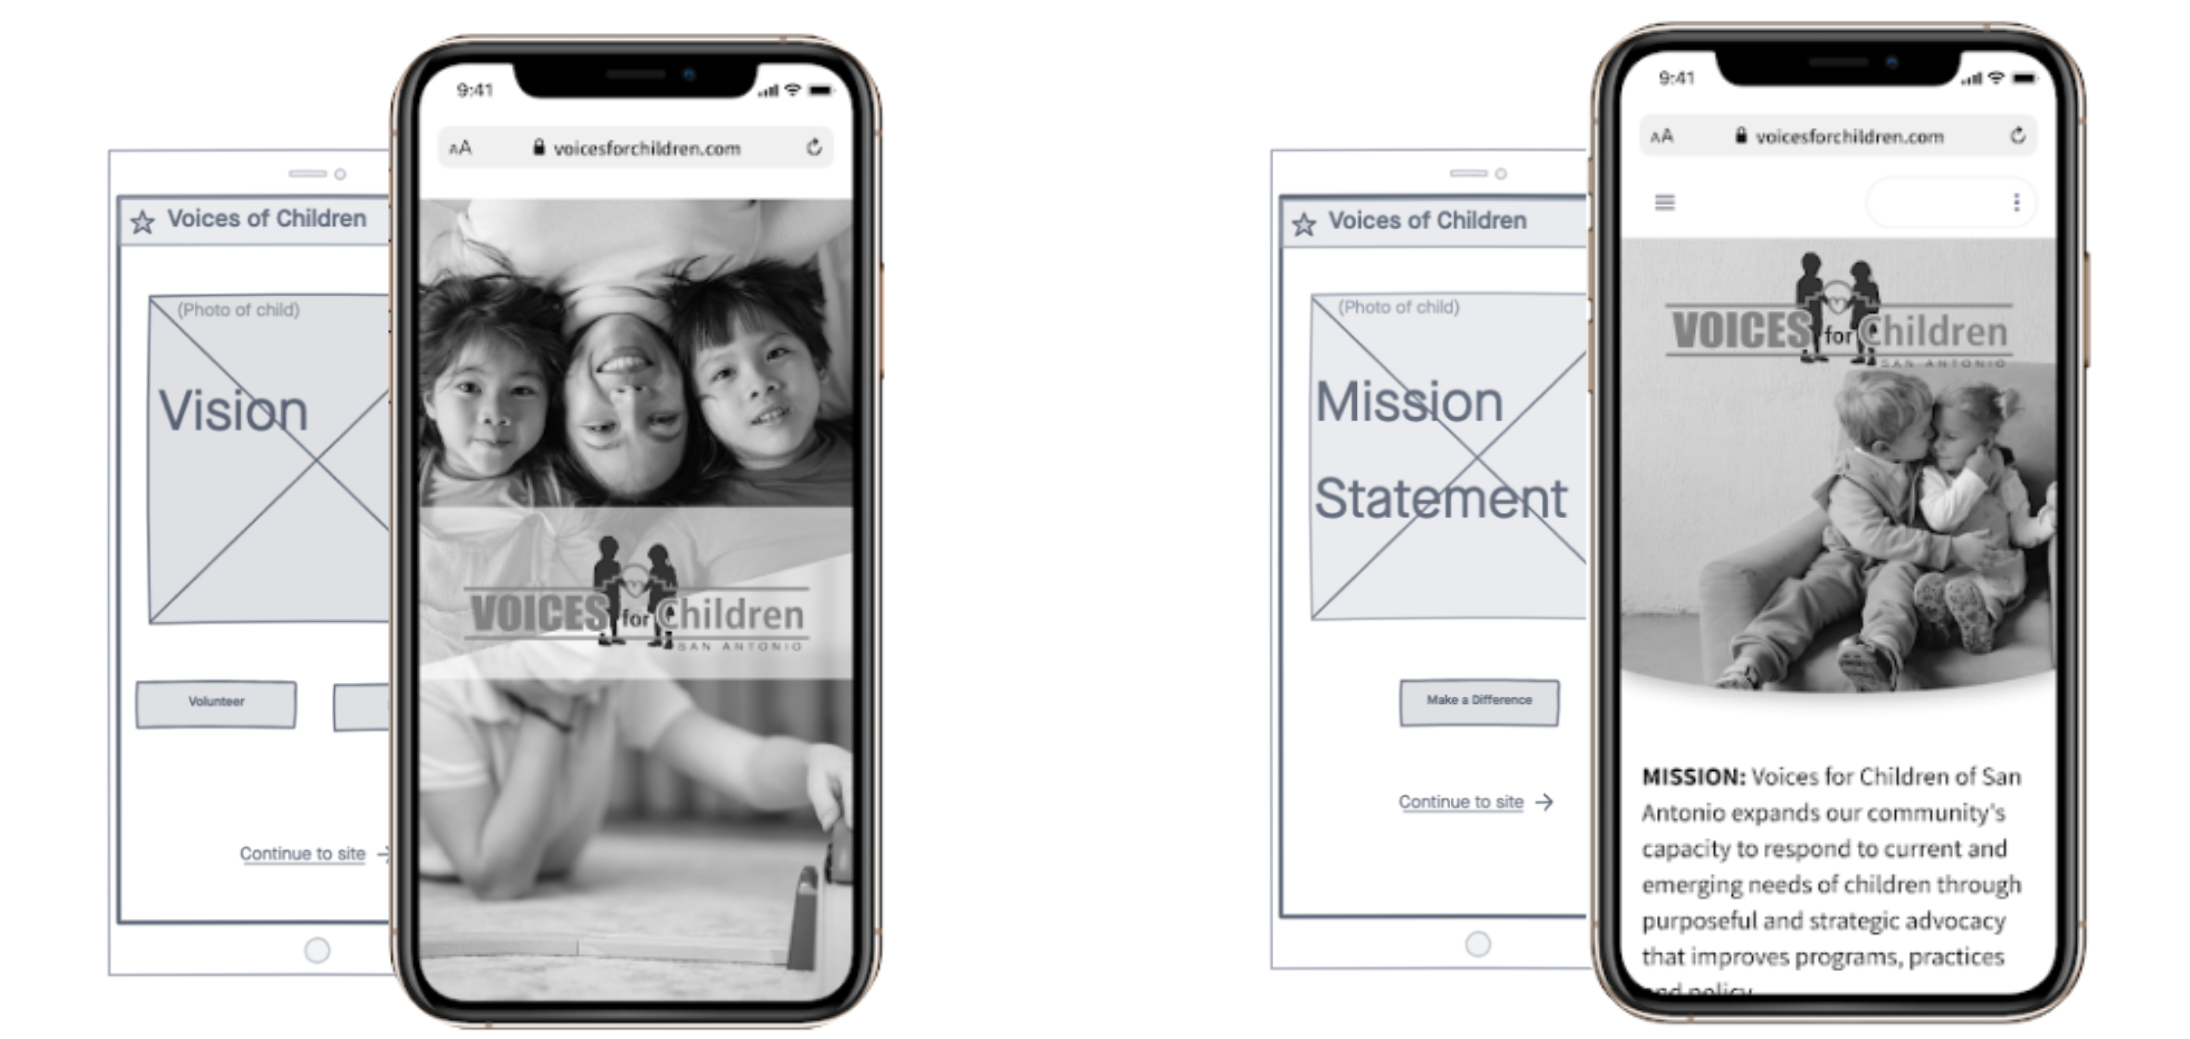 Voices of Children
(Photo of child)
Vision
Volunteer
Continue to site
9:41
AA
voicesforchildren.com
VOICES for Children
SAN ANTONIO
Voices of Children
(Photo of child)
Mission
Statement
Make a Difference
Continue to site
9:41
AA
voicesforchildren.com
VOICES for Children
SAN ANTONIO
MISSION: Voices for Children of San
Antonio expands our community's
capacity to respond to current and
emerging needs of children through
purposeful and strategic advocacy
that improves programs, practices
and policy